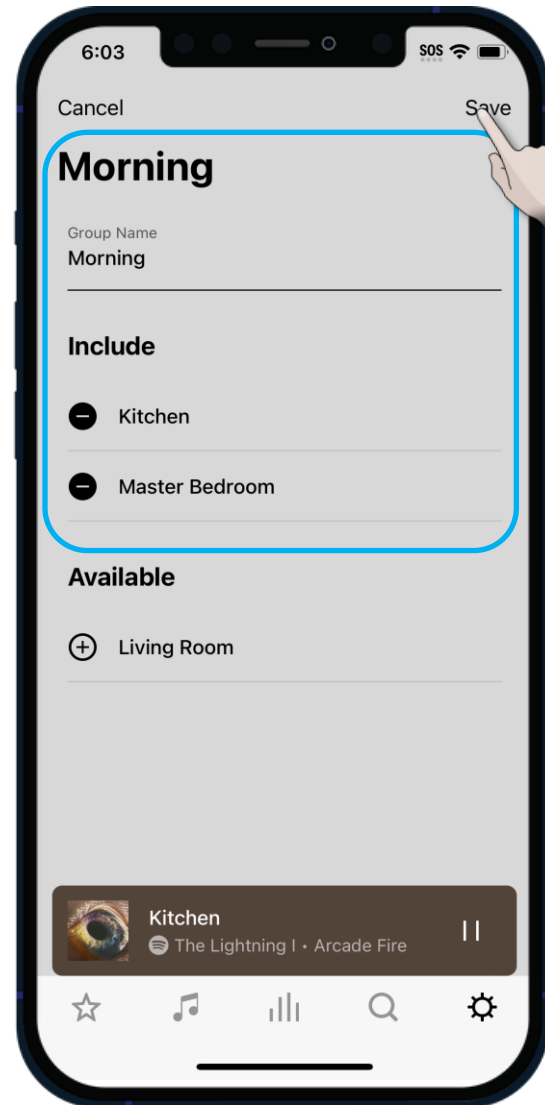 6:03
SOS
Cancel
Save
Morning
Group Name
Morning
Include
Kitchen
Master Bedroom
Available
Living Room
Kitchen
The Lightning I • Arcade Fire